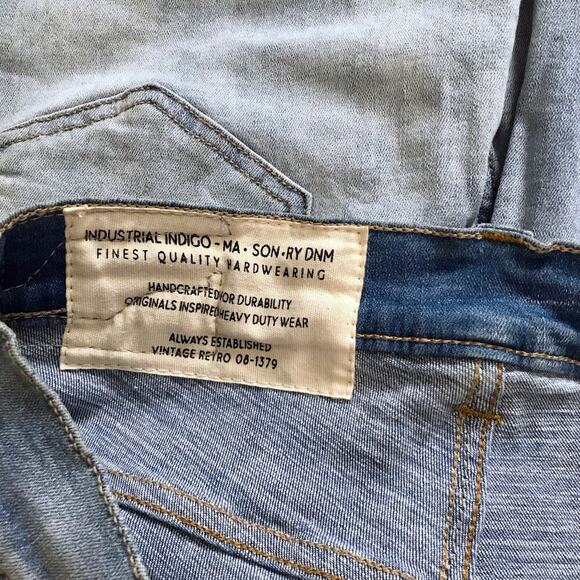 INDUSTRIAL INDIGO - MA • SON • RY DNM
FINEST QUALITY HARDWEARING
HANDCRAFTED FOR DURABILITY
ORIGINALS INSPIRED HEAVY DUTY WEAR
ALWAYS ESTABLISHED
VINTAGE RETRO 08-1379